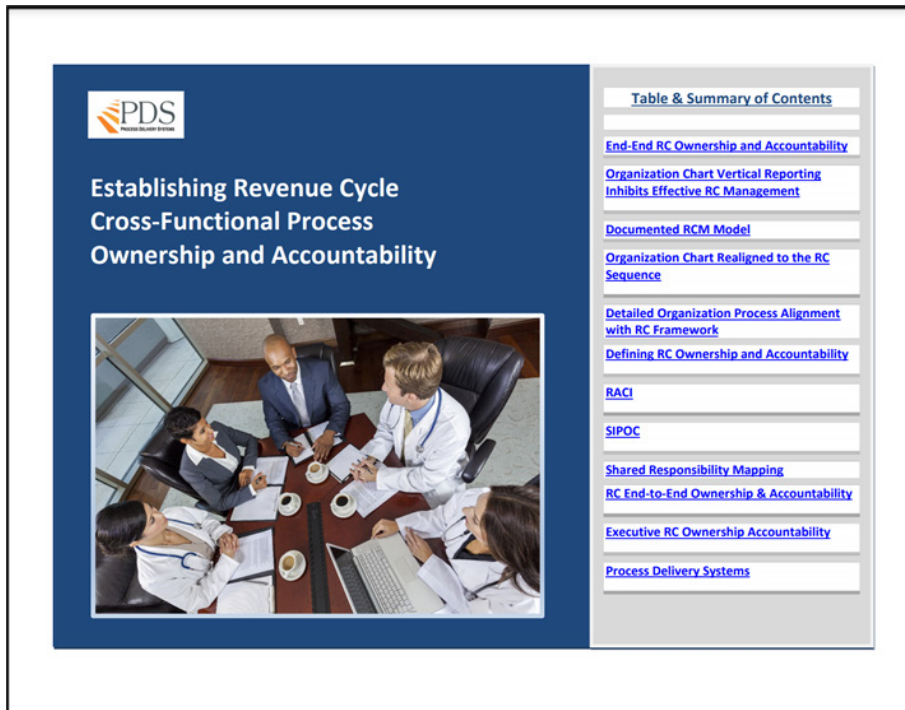 PDS
PROCESS DELIVERY SYSTEMS
Establishing Revenue Cycle
Cross-Functional Process
Ownership and Accountability
Table & Summary of Contents
End-End RC Ownership and Accountability
Organization Chart Vertical Reporting
Inhibits Effective RC Management
Documented RCM Model
Organization Chart Realigned to the RC
Sequence
Detailed Organization Process Alignment
with RC Framework
Defining RC Ownership and Accountability
RACI
SIPOC
Shared Responsibility Mapping
RC End-to-End Ownership & Accountability
Executive RC Ownership Accountability
Process Delivery Systems